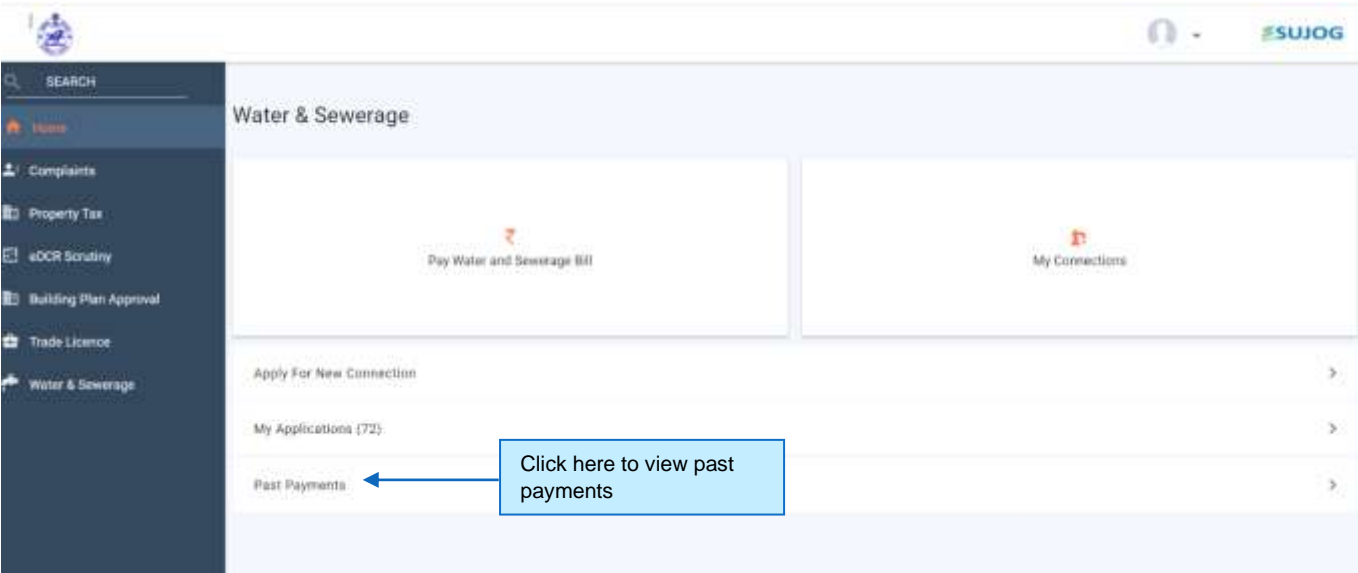 SUJOG
SEARCH
Home
Complaints
Property Tax
eDCR Scrutiny
Building Plan Approval
Trade Licence
Water & Sewerage
Water & Sewerage
Pay Water and Sewerage Bill
My Connections
Apply For New Connection
My Applications (72)
Past Payments
Click here to view past
payments